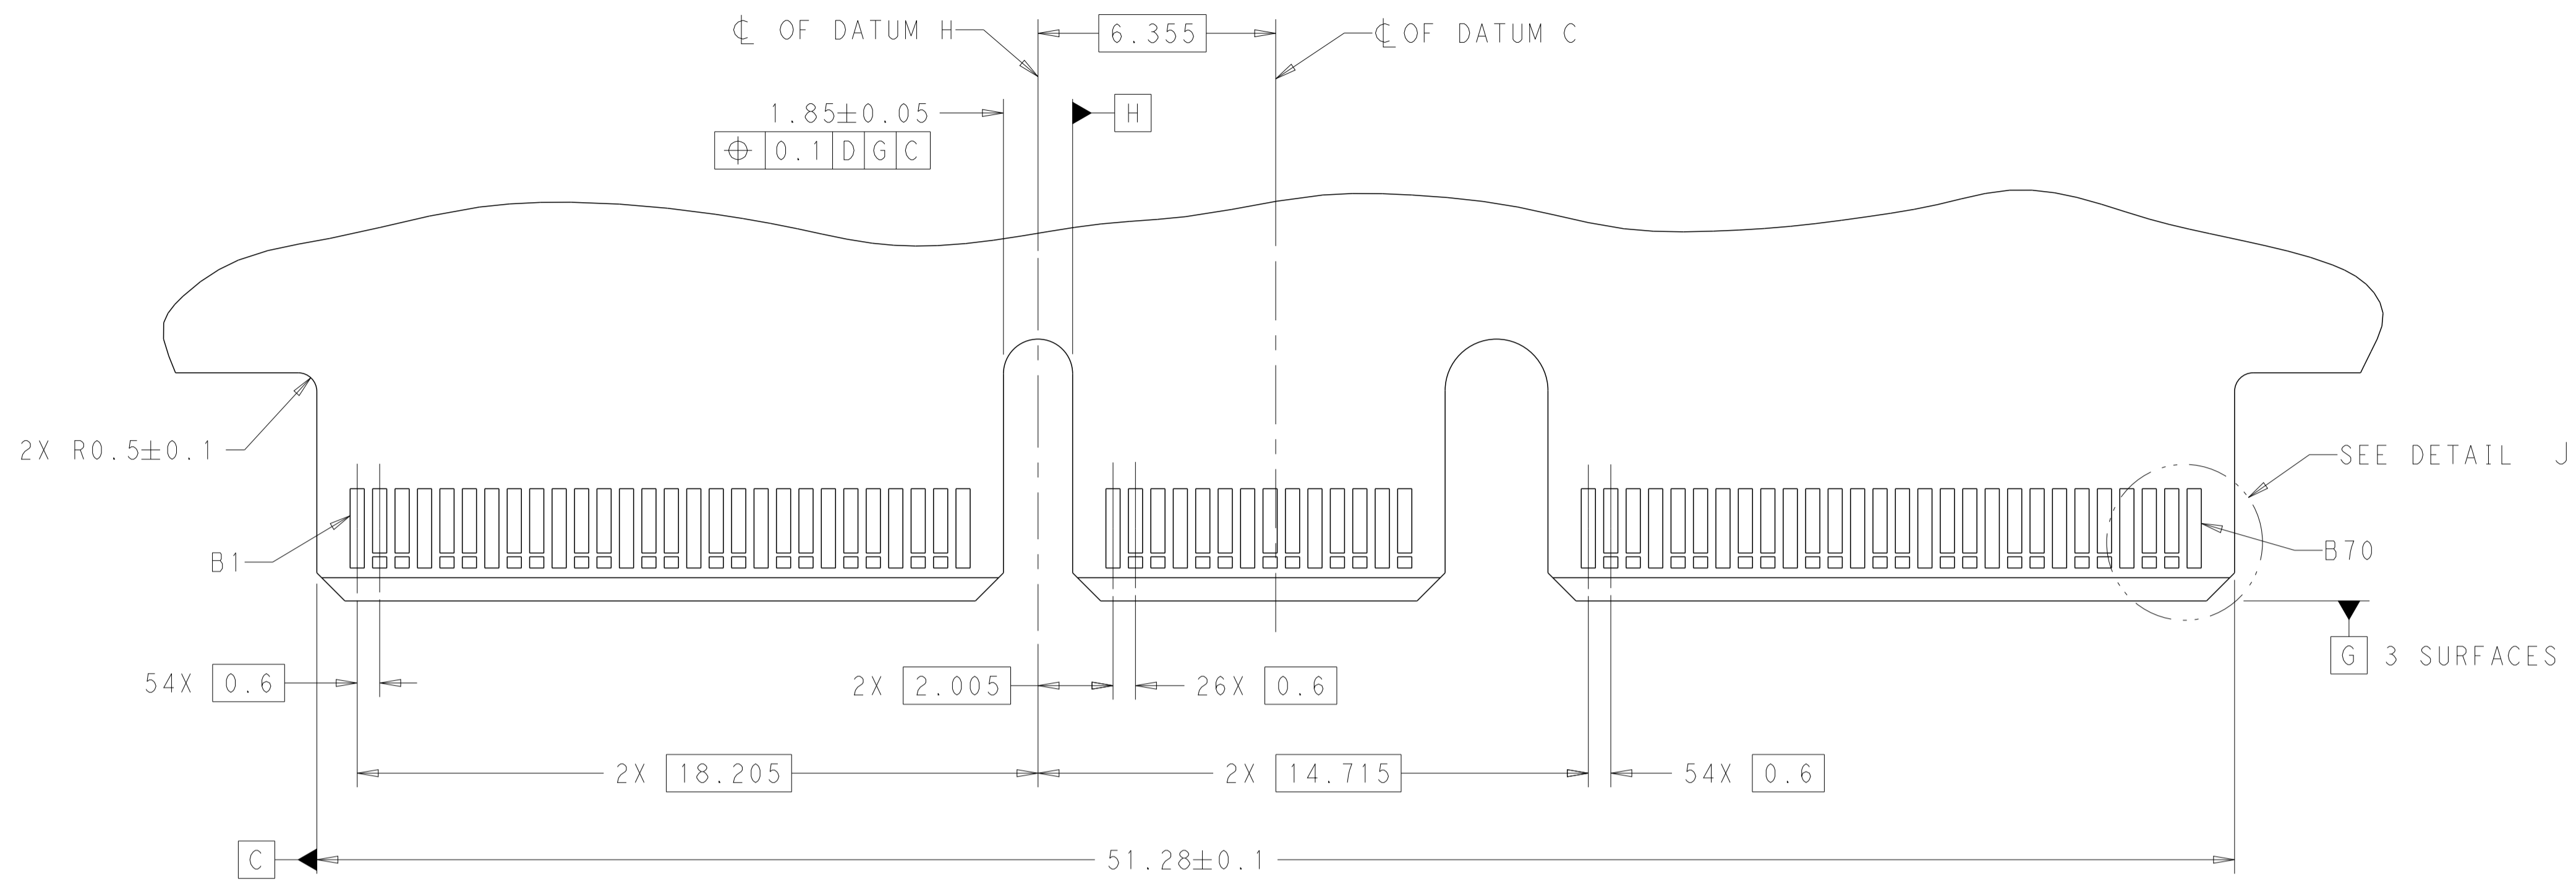 ℄ OF DATUM H
6.355
℄ OF DATUM C
1.85±0.05
H
⌖ 0.1 D G C
2X R0.5±0.1
SEE DETAIL J
B1
B70
G 3 SURFACES
54X 0.6
2X 2.005
26X 0.6
2X 18.205
2X 14.715
54X 0.6
C
51.28±0.1